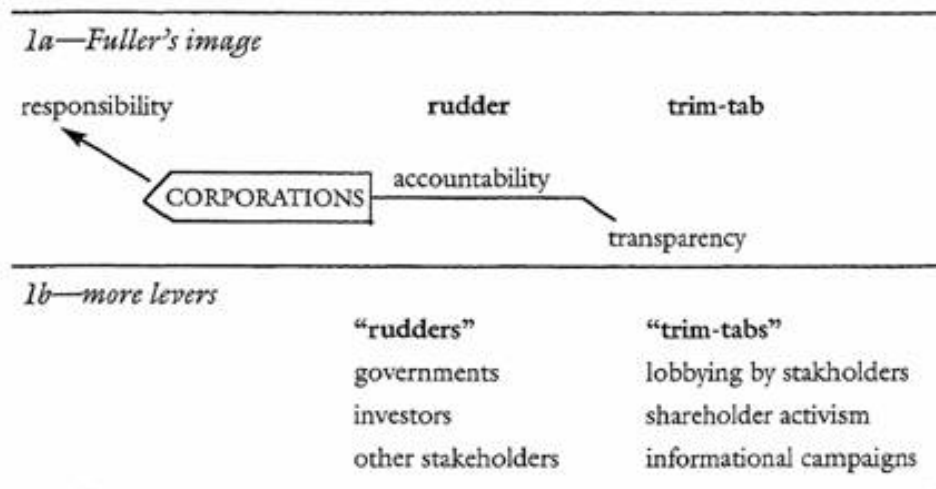 1a—Fuller's image
responsibility rudder trim-tab
CORPORATIONS accountability
transparency
1b—more levers
"rudders" "trim-tabs"
governments lobbying by stakholders
investors shareholder activism
other stakeholders informational campaigns